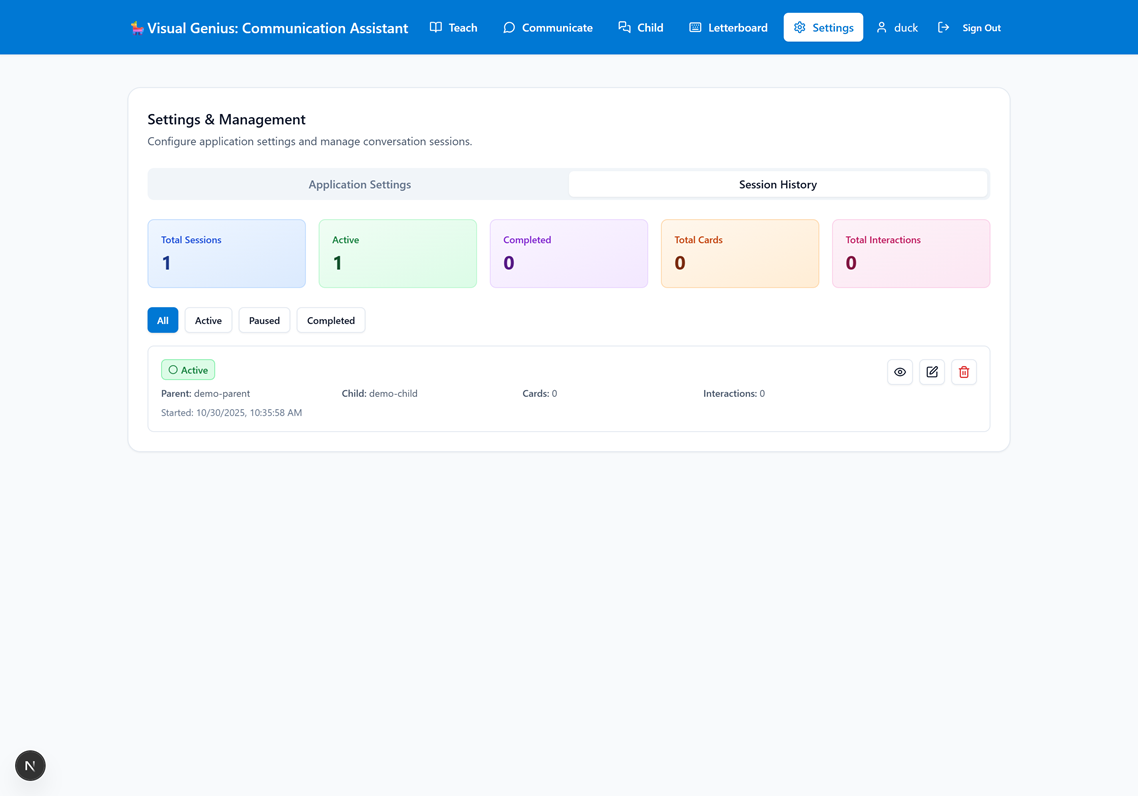 Visual Genius: Communication Assistant Teach Communicate Child Letterboard Settings duck Sign Out
Settings & Management
Configure application settings and manage conversation sessions.
Application Settings Session History
Total Sessions Active Completed Total Cards Total Interactions
1 1 0 0 0
All Active Paused Completed
Active
Parent: demo-parent Child: demo-child Cards: 0 Interactions: 0
Started: 10/30/2025, 10:35:58 AM
N